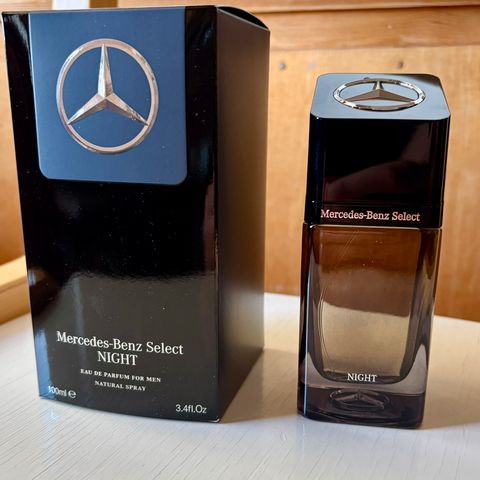 Mercedes-Benz Select
NIGHT
EAU DE PARFUM FOR MEN
NATURAL SPRAY
100ml ℮
3.4fl.Oz
Mercedes-Benz Select
NIGHT